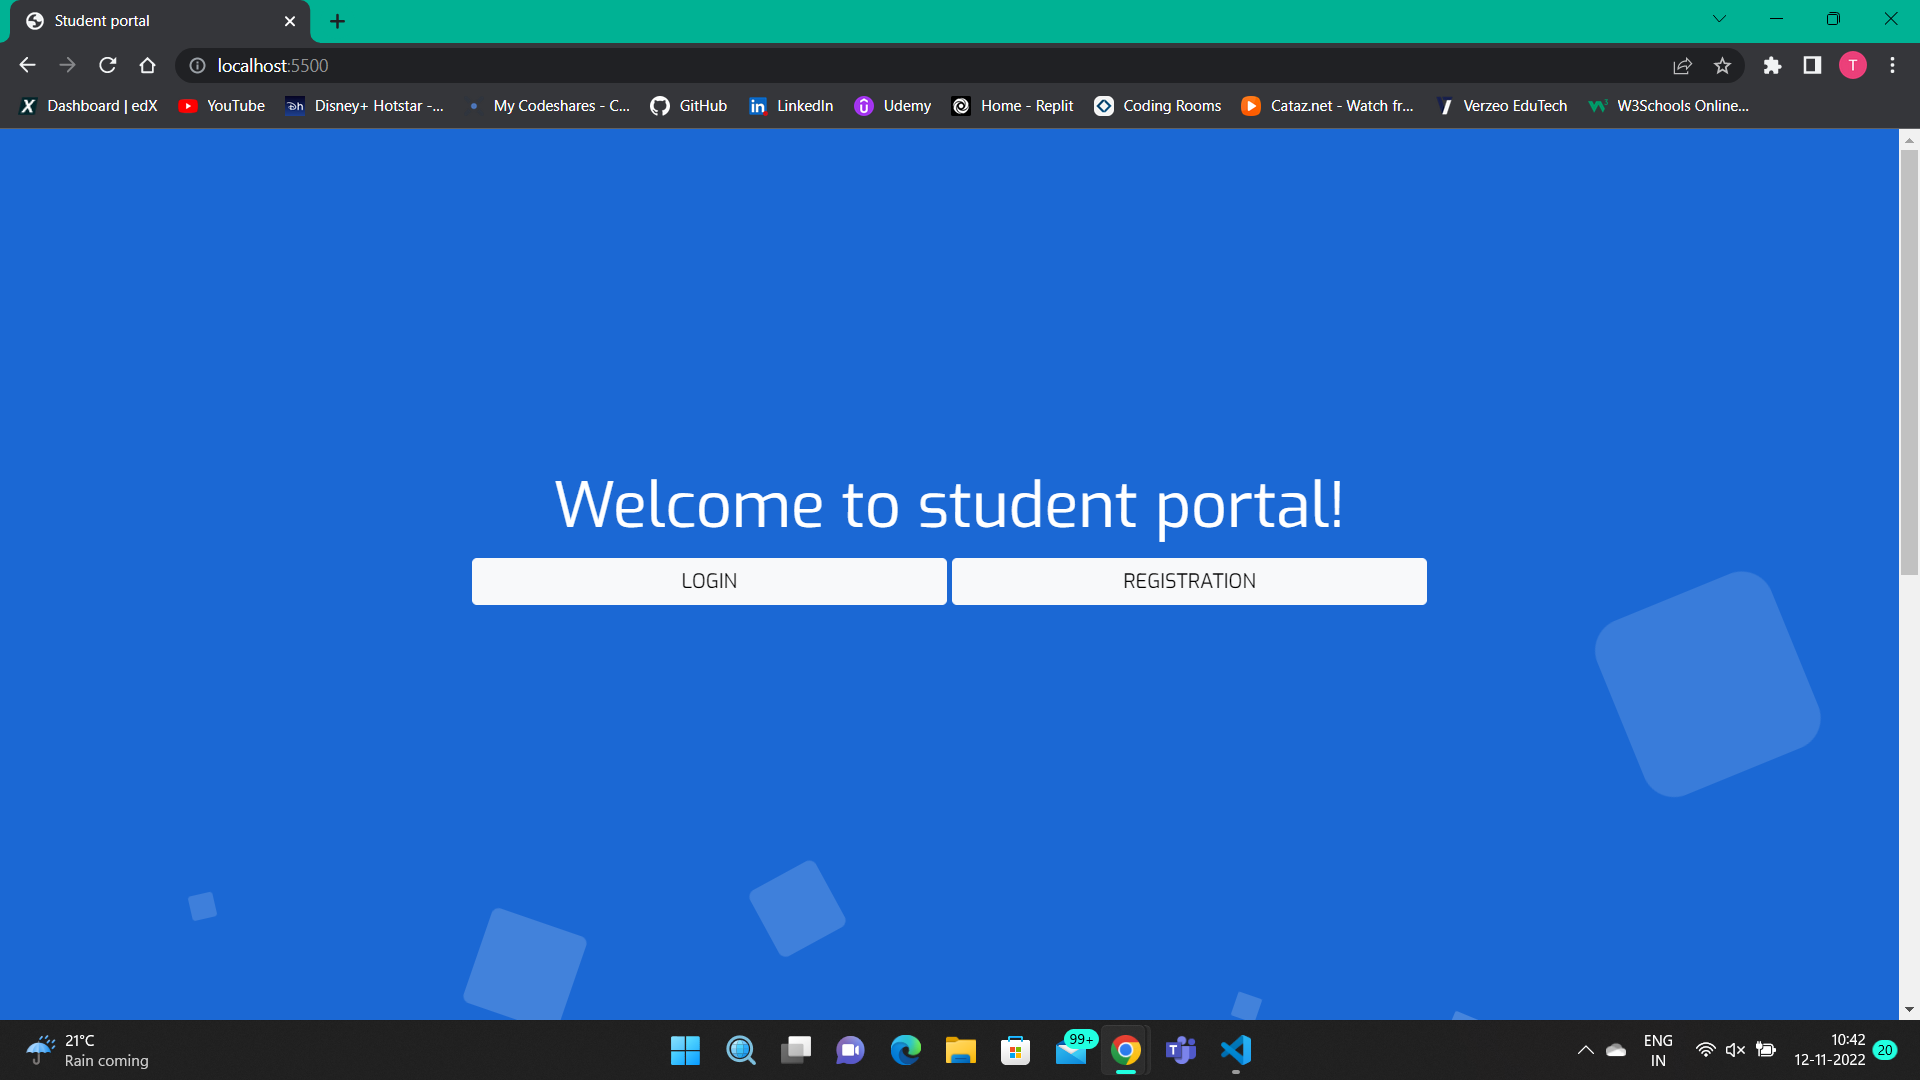 Student portal
localhost:5500
T
Dashboard | edX YouTube Disney+ Hotstar -... My Codeshares - C... GitHub LinkedIn Udemy Home - Replit Coding Rooms Cataz.net - Watch fr... Verzeo EduTech W3Schools Online...
Welcome to student portal!
LOGIN REGISTRATION
21°C
Rain coming
99+
ENG
IN
10:42
12-11-2022
20